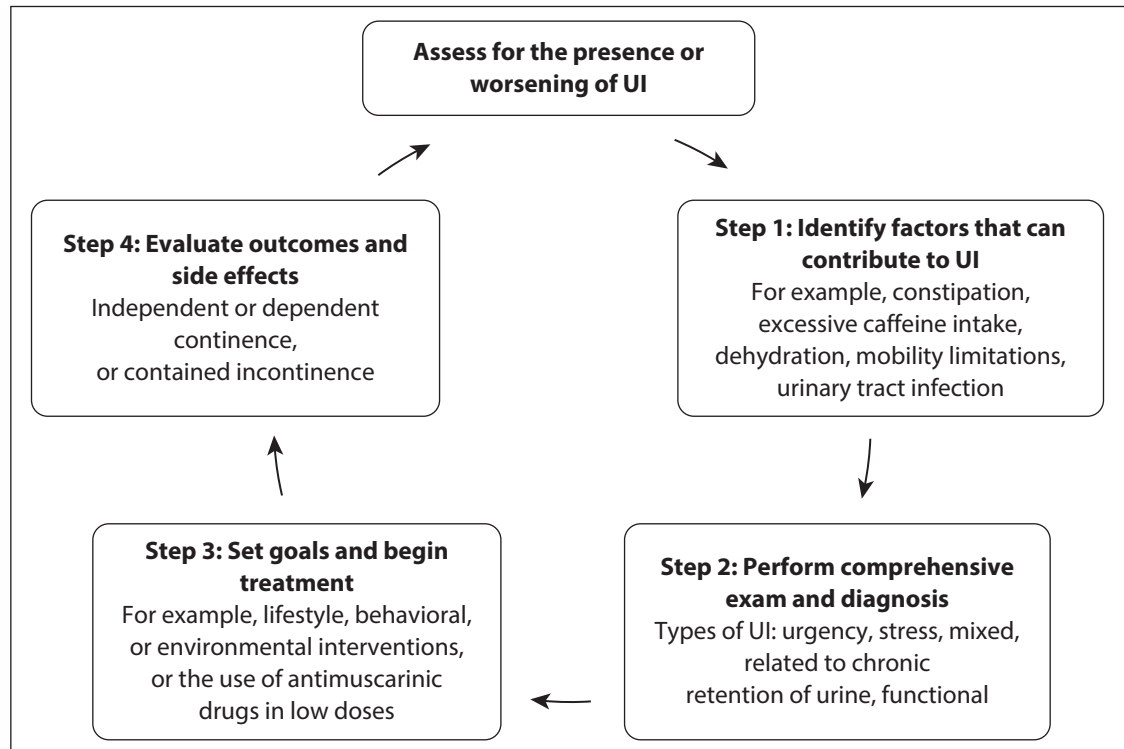 Assess for the presence or
worsening of UI
Step 1: Identify factors that can
contribute to UI
For example, constipation,
excessive caffeine intake,
dehydration, mobility limitations,
urinary tract infection
Step 2: Perform comprehensive
exam and diagnosis
Types of UI: urgency, stress, mixed,
related to chronic
retention of urine, functional
Step 3: Set goals and begin
treatment
For example, lifestyle, behavioral,
or environmental interventions,
or the use of antimuscarinic
drugs in low doses
Step 4: Evaluate outcomes and
side effects
Independent or dependent
continence,
or contained incontinence